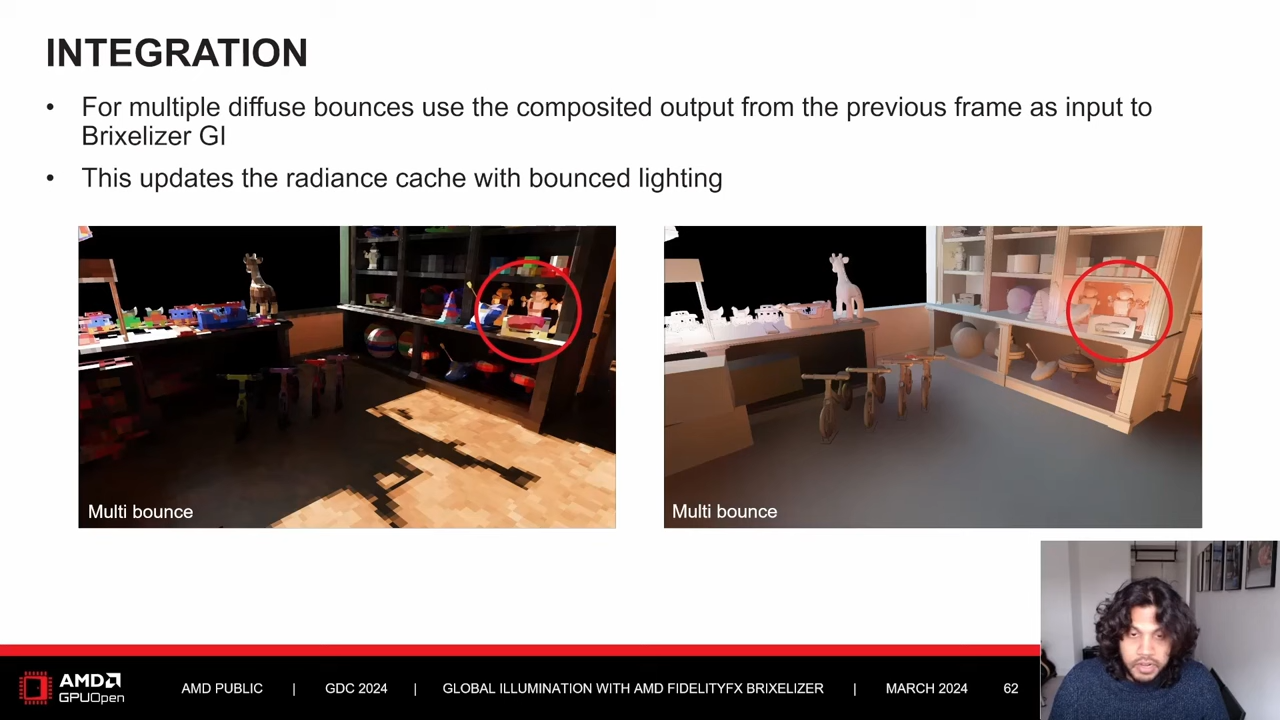 INTEGRATION
• For multiple diffuse bounces use the composited output from the previous frame as input to
Brixelizer GI
• This updates the radiance cache with bounced lighting
Multi bounce
Multi bounce
AMD
GPUOpen
AMD PUBLIC | GDC 2024 | GLOBAL ILLUMINATION WITH AMD FIDELITYFX BRIXELIZER | MARCH 2024 62